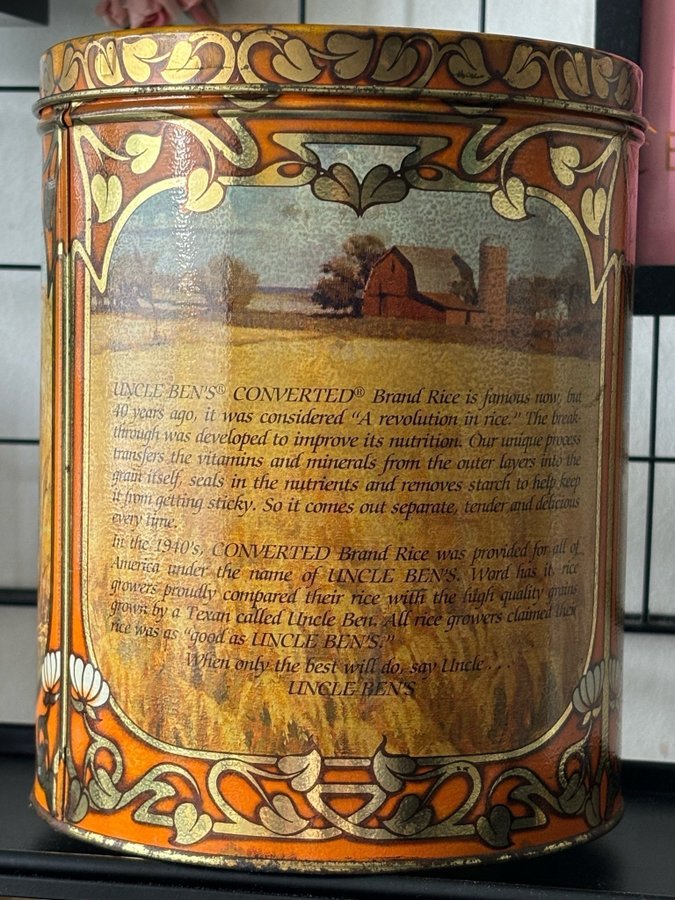 UNCLE BEN'S® CONVERTED® Brand Rice is famous now, but
40 years ago, it was considered "A revolution in rice." The break-
through was developed to improve its nutrition. Our unique process
transfers the vitamins and minerals from the outer layers into the
grain itself, seals in the nutrients and removes starch to help keep
it from getting sticky. So it comes out separate, tender and delicious
every time.
In the 1940's, CONVERTED Brand Rice was provided for all of
America under the name of UNCLE BEN'S. Word has it, rice
growers proudly compared their rice with the high quality grains
grown by a Texan called Uncle Ben. All rice growers claimed their
rice was as "good as UNCLE BEN'S."
When only the best will do, say Uncle . . .
UNCLE BEN'S